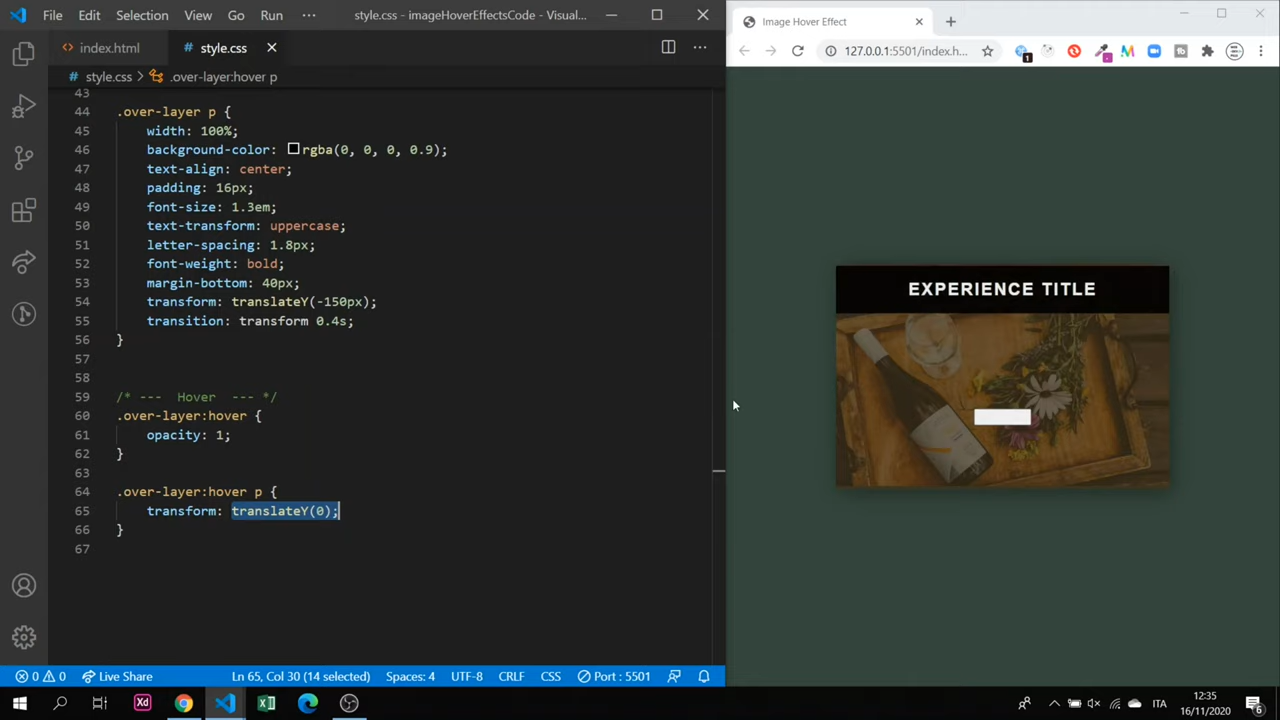 File Edit Selection View Go Run ··· style.css - imageHoverEffectsCode - Visual...
index.html style.css
style.css .over-layer:hover p
43
44 .over-layer p {
45 width: 100%;
46 background-color: rgba(0, 0, 0, 0.9);
47 text-align: center;
48 padding: 16px;
49 font-size: 1.3em;
50 text-transform: uppercase;
51 letter-spacing: 1.8px;
52 font-weight: bold;
53 margin-bottom: 40px;
54 transform: translateY(-150px);
55 transition: transform 0.4s;
56 }
57
58
59 /* --- Hover --- */
60 .over-layer:hover {
61 opacity: 1;
62 }
63
64 .over-layer:hover p {
65 transform: translateY(0);
66 }
67
0 0 Live Share Ln 65, Col 30 (14 selected) Spaces: 4 UTF-8 CRLF CSS Port : 5501
Image Hover Effect
127.0.0.1:5501/index.h...
1
EXPERIENCE TITLE
Xd
ITA
12:35
16/11/2020
6